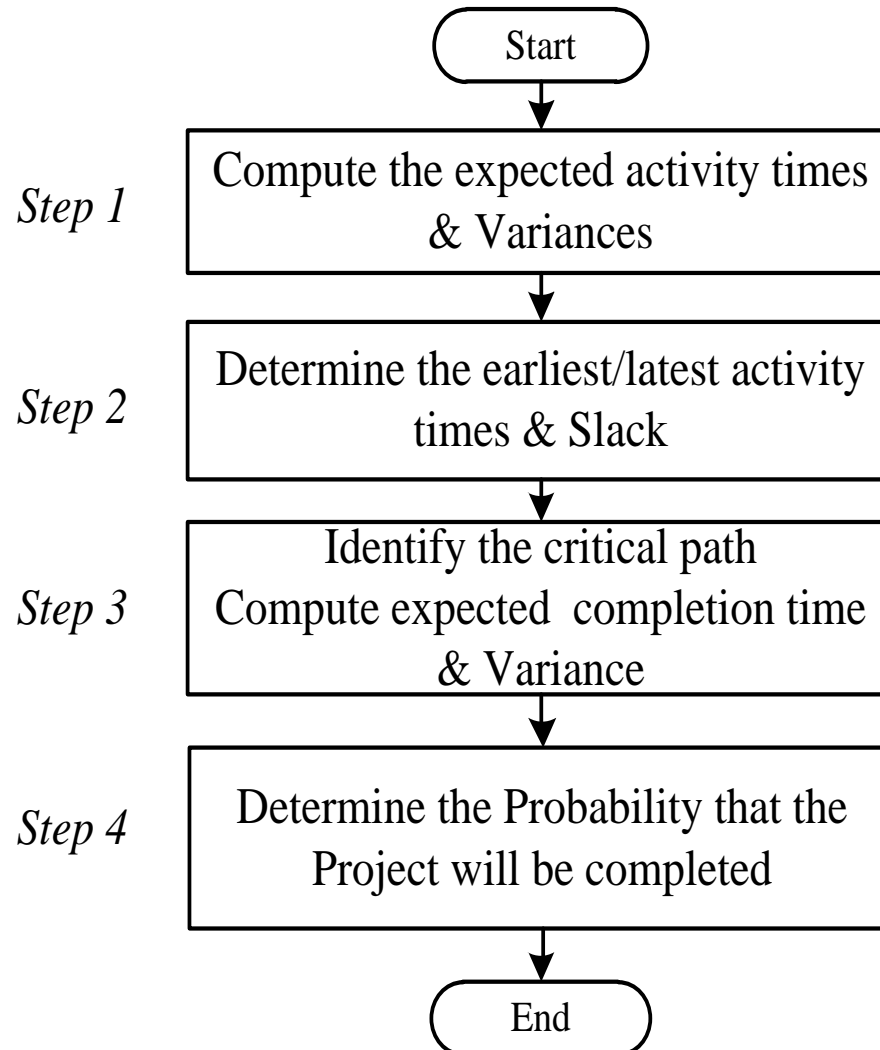 Start
Step 1
Compute the expected activity times
& Variances
Step 2
Determine the earliest/latest activity
times & Slack
Step 3
Identify the critical path
Compute expected completion time
& Variance
Step 4
Determine the Probability that the
Project will be completed
End